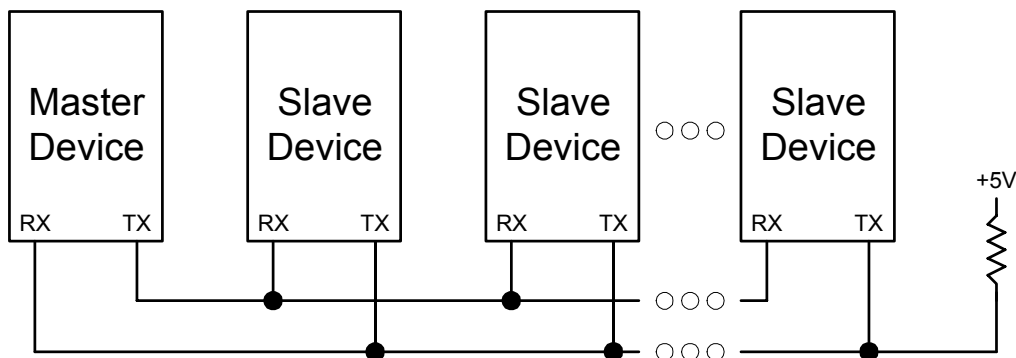 Master
Device
Slave
Device
Slave
Device
Slave
Device
+5V
RX TX
RX TX
RX TX
RX TX